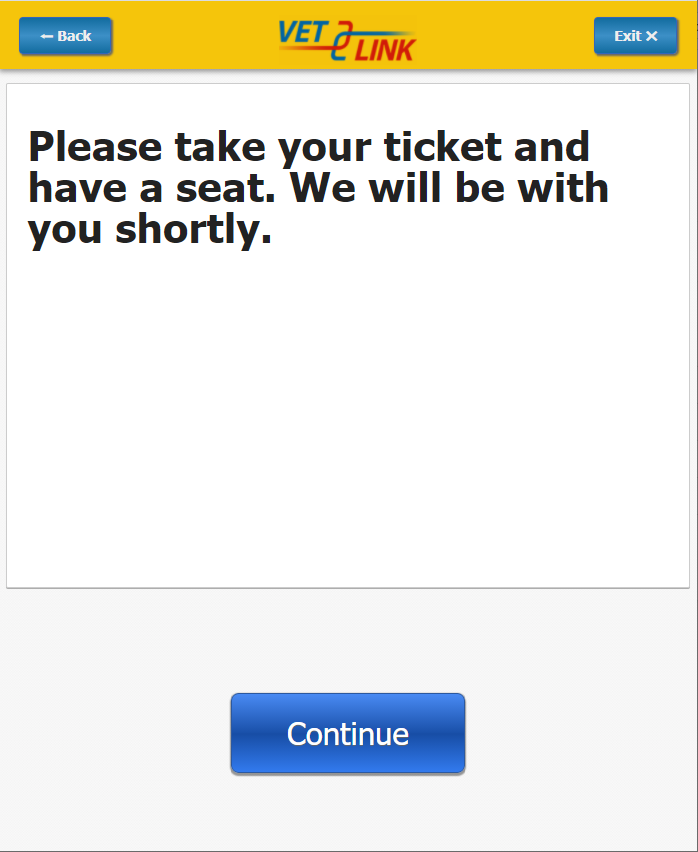 ← Back
VET LINK
Exit ✕
Please take your ticket and
have a seat. We will be with
you shortly.
Continue